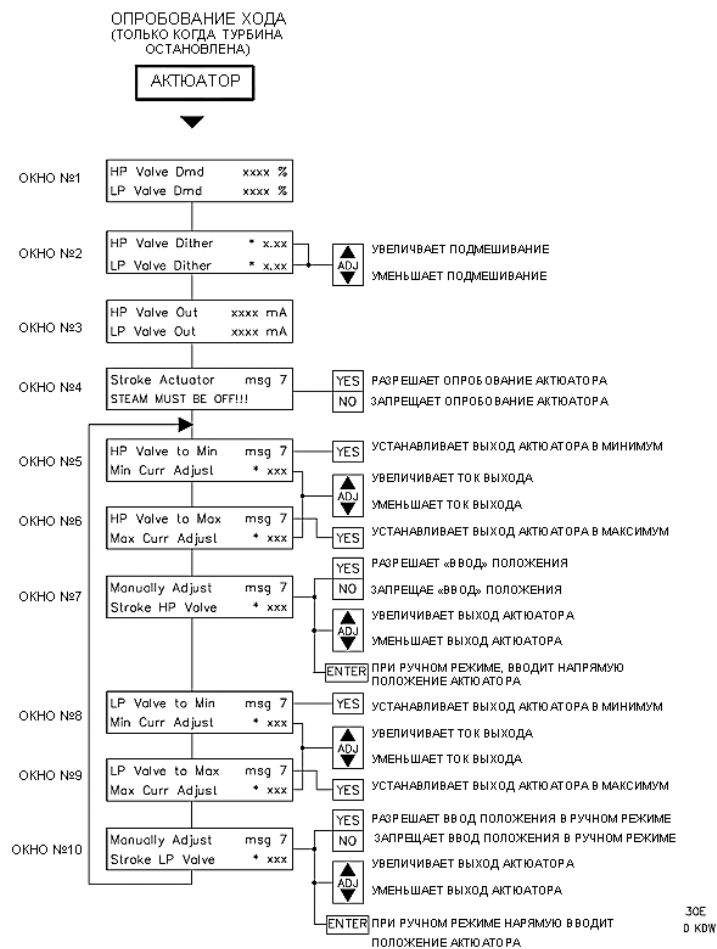 ОПРОБОВАНИЕ ХОДА
(ТОЛЬКО КОГДА ТУРБИНА
ОСТАНОВЛЕНА)
АКТЮАТОР
ОКНО №1
HP Valve Dmd xxxx %
LP Valve Dmd xxxx %
ОКНО №2
HP Valve Dither * x.xx
LP Valve Dither * x.xx
ADJ
УВЕЛИЧВАЕТ ПОДМЕШИВАНИЕ
УМЕНЬШАЕТ ПОДМЕШИВАНИЕ
ОКНО №3
HP Valve Out xxxx mA
LP Valve Out xxxx mA
ОКНО №4
Stroke Actuator msg 7
STEAM MUST BE OFF!!!
YES РАЗРЕШАЕТ ОПРОБОВАНИЕ АКТЮАТОРА
NO ЗАПРЕЩАЕТ ОПРОБОВАНИЕ АКТЮАТОРА
ОКНО №5
HP Valve to Min msg 7
Min Curr Adjust * xxx
YES УСТАНАВЛИВАЕТ ВЫХОД АКТЮАТОРА В МИНИМУМ
ADJ
УВЕЛИЧИВАЕТ ТОК ВЫХОДА
УМЕНЬШАЕТ ТОК ВЫХОДА
ОКНО №6
HP Valve to Max msg 7
Max Curr Adjust * xxx
YES УСТАНАВЛИВАЕТ ВЫХОД АКТЮАТОРА В МАКСИМУМ
ОКНО №7
Manually Adjust msg 7
Stroke HP Valve * xxx
YES РАЗРЕШАЕТ «ВВОД» ПОЛОЖЕНИЯ
NO ЗАПРЕЩАЕ «ВВОД» ПОЛОЖЕНИЯ
ADJ
УВЕЛИЧИВАЕТ ВЫХОД АКТЮАТОРА
УМЕНЬШАЕТ ВЫХОД АКТЮАТОРА
ENTER ПРИ РУЧНОМ РЕЖИМЕ, ВВОДИТ НАПРЯМУЮ
ПОЛОЖЕНИЕ АКТЮАТОРА
ОКНО №8
LP Valve to Min msg 7
Min Curr Adjust * xxx
YES УСТАНАВЛИВАЕТ ВЫХОД АКТЮАТОРА В МИНИМУМ
ADJ
УВЕЛИЧИВАЕТ ТОК ВЫХОДА
УМЕНЬШАЕТ ТОК ВЫХОДА
ОКНО №9
LP Valve to Max msg 7
Max Curr Adjust * xxx
YES УСТАНАВЛИВАЕТ ВЫХОД АКТЮАТОРА В МАКСИМУМ
ОКНО №10
Manually Adjust msg 7
Stroke LP Valve * xxx
YES РАЗРЕШАЕТ ВВОД ПОЛОЖЕНИЯ В РУЧНОМ РЕЖИМЕ
NO ЗАПРЕЩАЕТ ВВОД ПОЛОЖЕНИЯ В РУЧНОМ РЕЖИМЕ
ADJ
УВЕЛИЧИВАЕТ ВЫХОД АКТЮАТОРА
УМЕНЬШАЕТ ВЫХОД АКТЮАТОРА
ENTER ПРИ РУЧНОМ РЕЖИМЕ НАРЯМУЮ ВВОДИТ
ПОЛОЖЕНИЕ АКТЮАТОРА
30E
D KDW